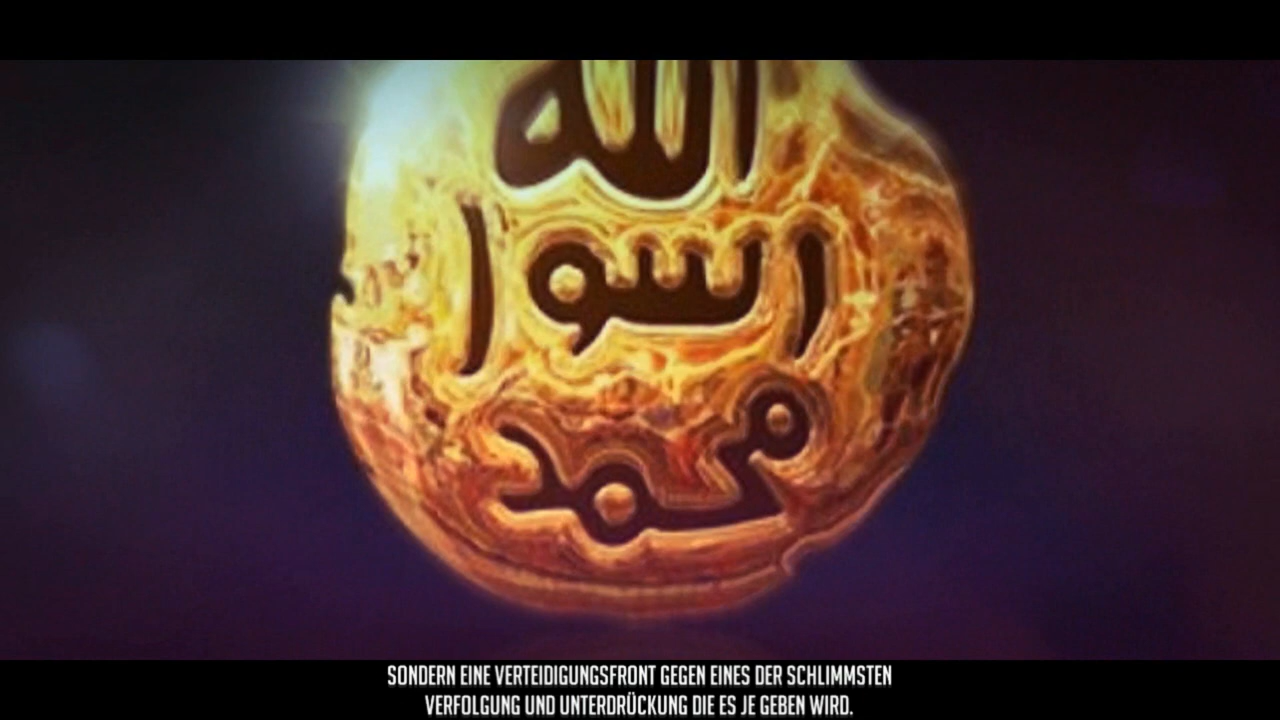 الله
رسول
محمد
SONDERN EINE VERTEIDIGUNGSFRONT GEGEN EINES DER SCHLIMMSTEN
VERFOLGUNG UND UNTERDRÜCKUNG DIE ES JE GEBEN WIRD.